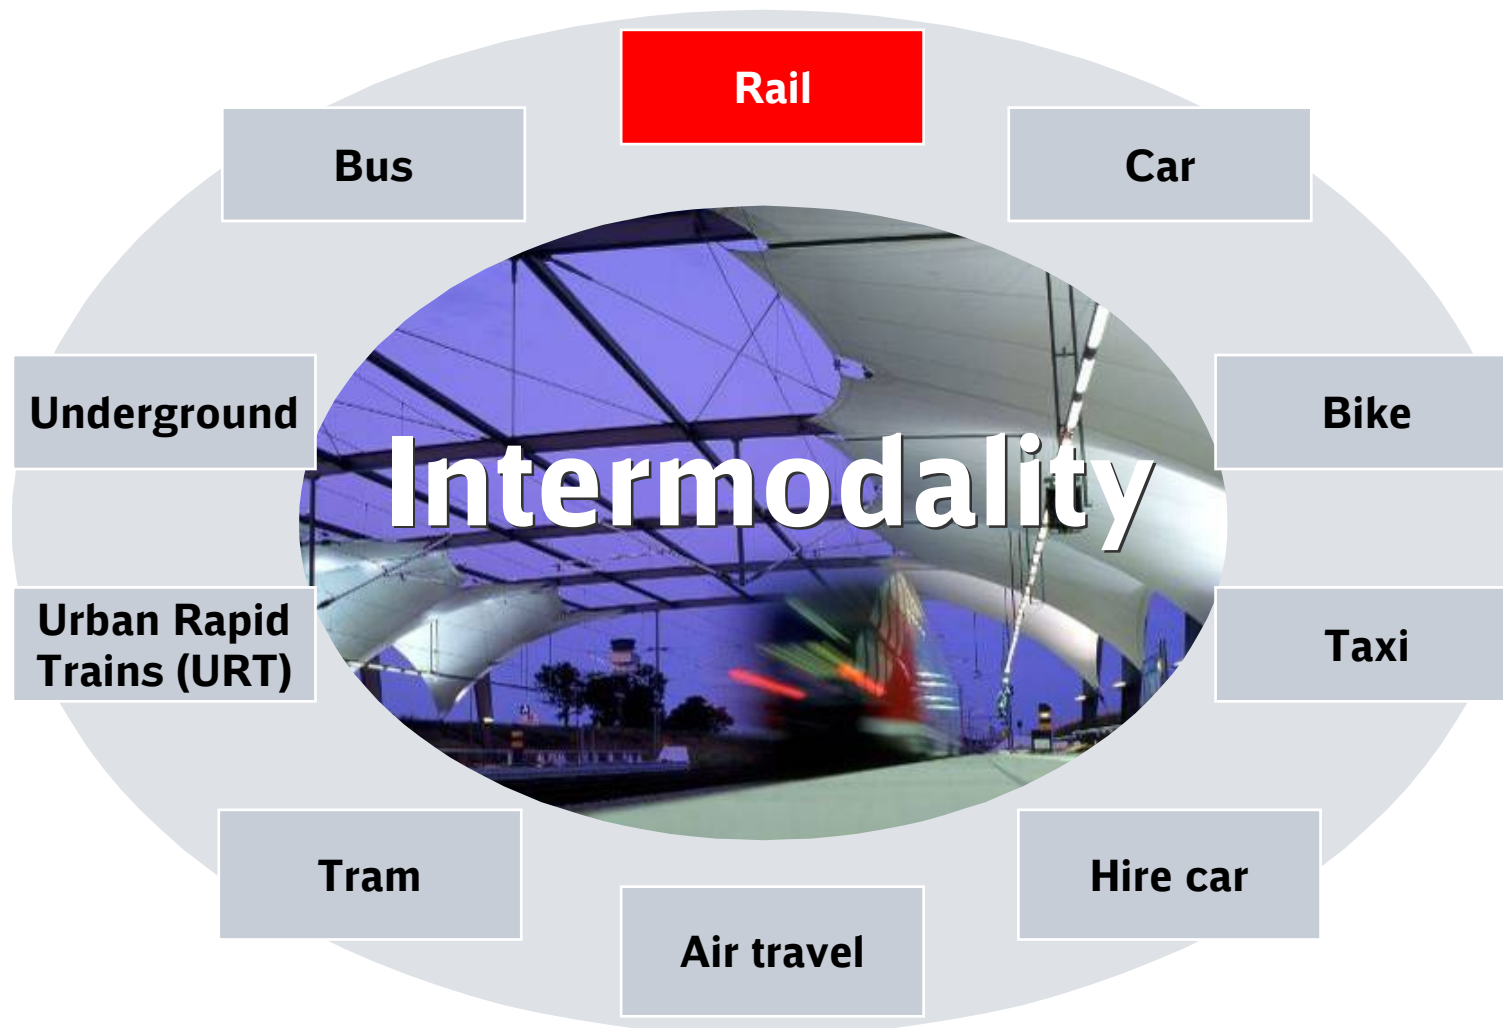 Rail
Bus
Car
Underground
Bike
Intermodality
Urban Rapid
Trains (URT)
Taxi
Tram
Hire car
Air travel